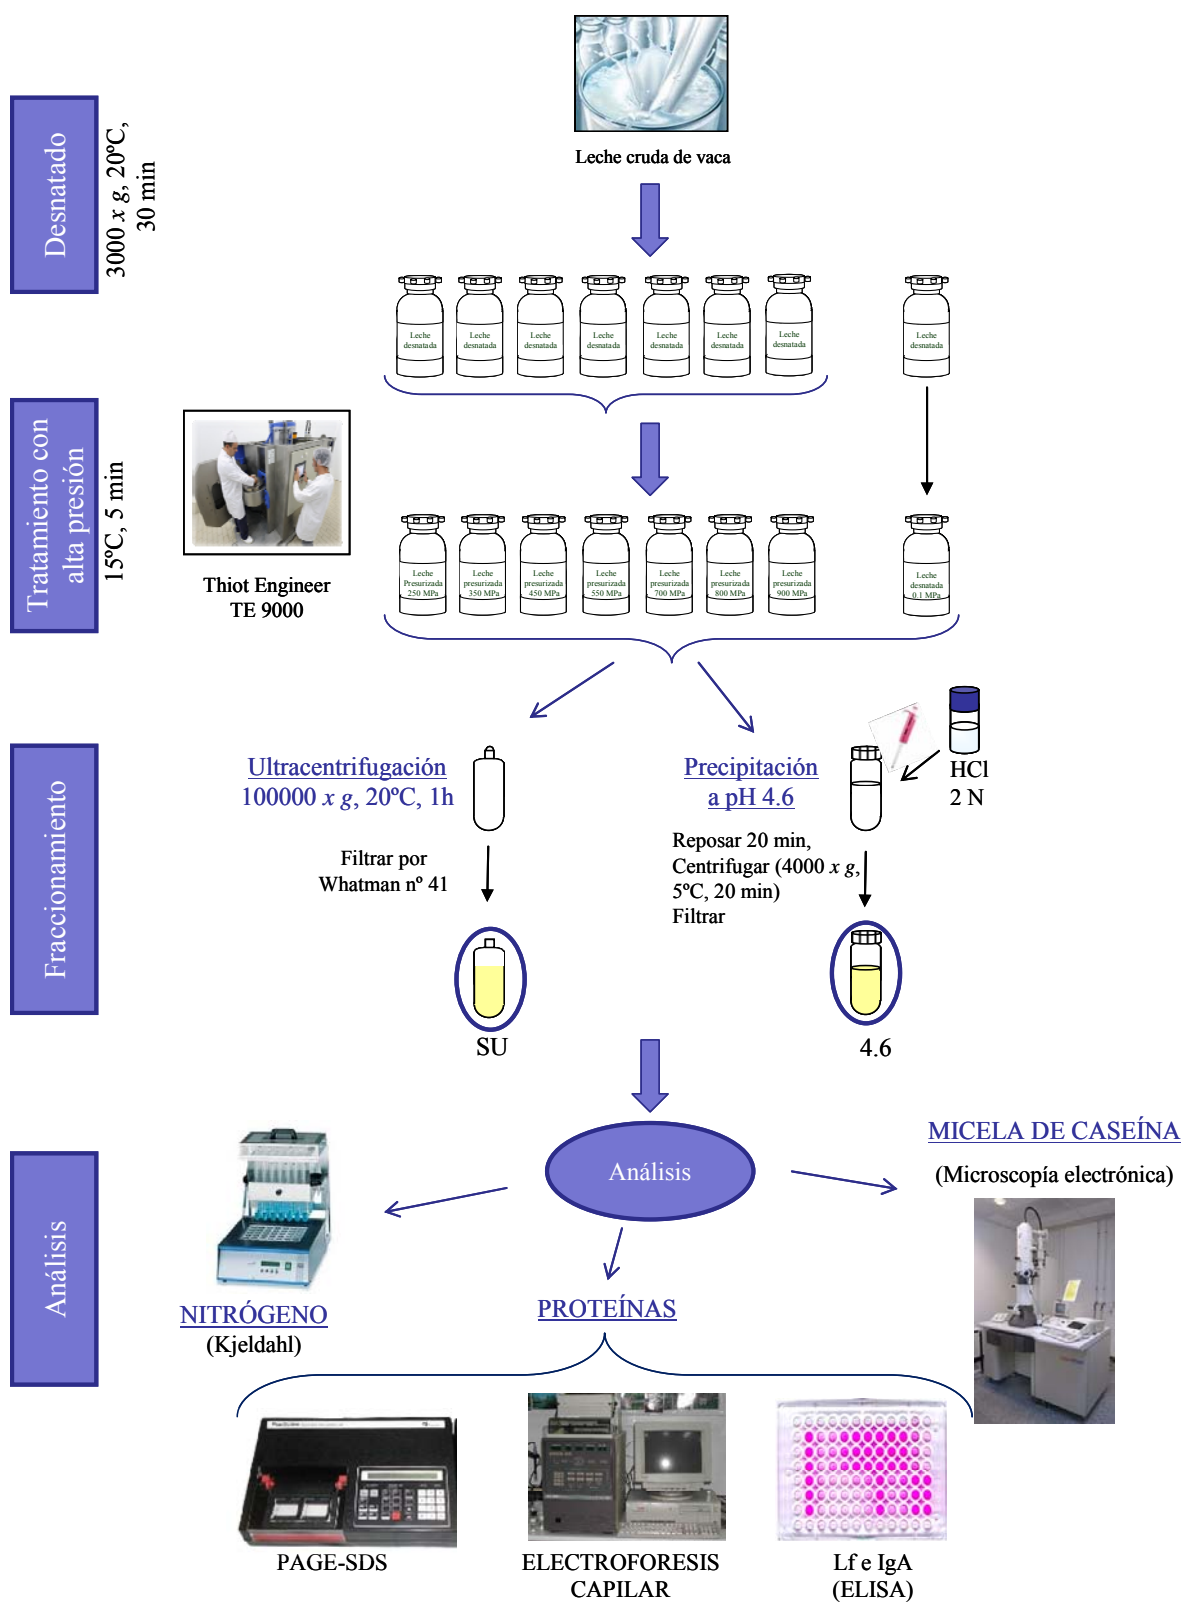 Leche cruda de vaca
Desnatado
3000 x g, 20ºC,
30 min
Leche
desnatada
Leche
desnatada
Leche
desnatada
Leche
desnatada
Leche
desnatada
Leche
desnatada
Leche
desnatada
Leche
desnatada
Tratamiento con
alta presión
15ºC, 5 min
Thiot Engineer
TE 9000
Leche
Presurizada
250 MPa
Leche
presurizada
350 MPa
Leche
presurizada
450 MPa
Leche
presurizada
550 MPa
Leche
presurizada
700 MPa
Leche
presurizada
800 MPa
Leche
presurizada
900 MPa
Leche
desnatada
0.1 MPa
Fraccionamiento
Ultracentrifugación
100000 x g, 20ºC, 1h
Filtrar por
Whatman nº 41
SU
Precipitación
a pH 4.6
HCl
2 N
Reposar 20 min,
Centrifugar (4000 x g,
5ºC, 20 min)
Filtrar
4.6
Análisis
Análisis
NITRÓGENO
(Kjeldahl)
PROTEÍNAS
MICELA DE CASEÍNA
(Microscopía electrónica)
PAGE-SDS
ELECTROFORESIS
CAPILAR
Lf e IgA
(ELISA)